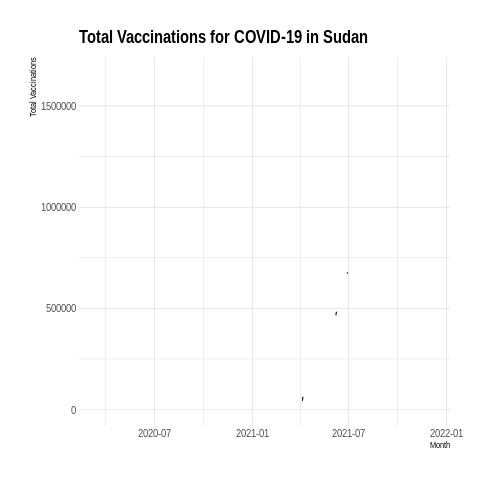 Total Vaccinations for COVID-19 in Sudan
Total Vaccinations
1500000
1000000
500000
0
2020-07 2021-01 2021-07 2022-01
Month